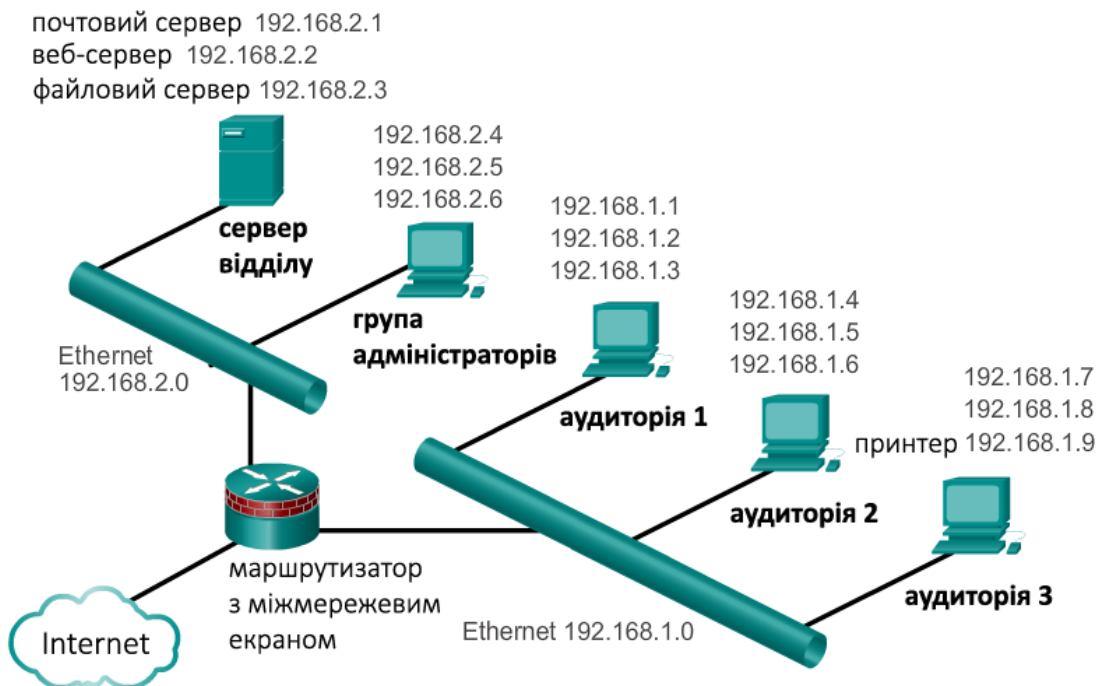 почтовий сервер 192.168.2.1
веб-сервер 192.168.2.2
файловий сервер 192.168.2.3
192.168.2.4
192.168.2.5
192.168.2.6
сервер
відділу
група
адміністраторів
192.168.1.1
192.168.1.2
192.168.1.3
аудиторія 1
192.168.1.4
192.168.1.5
192.168.1.6
аудиторія 2
192.168.1.7
192.168.1.8
принтер 192.168.1.9
аудиторія 3
Ethernet
192.168.2.0
маршрутизатор
з міжмережевим
екраном
Ethernet 192.168.1.0
Internet